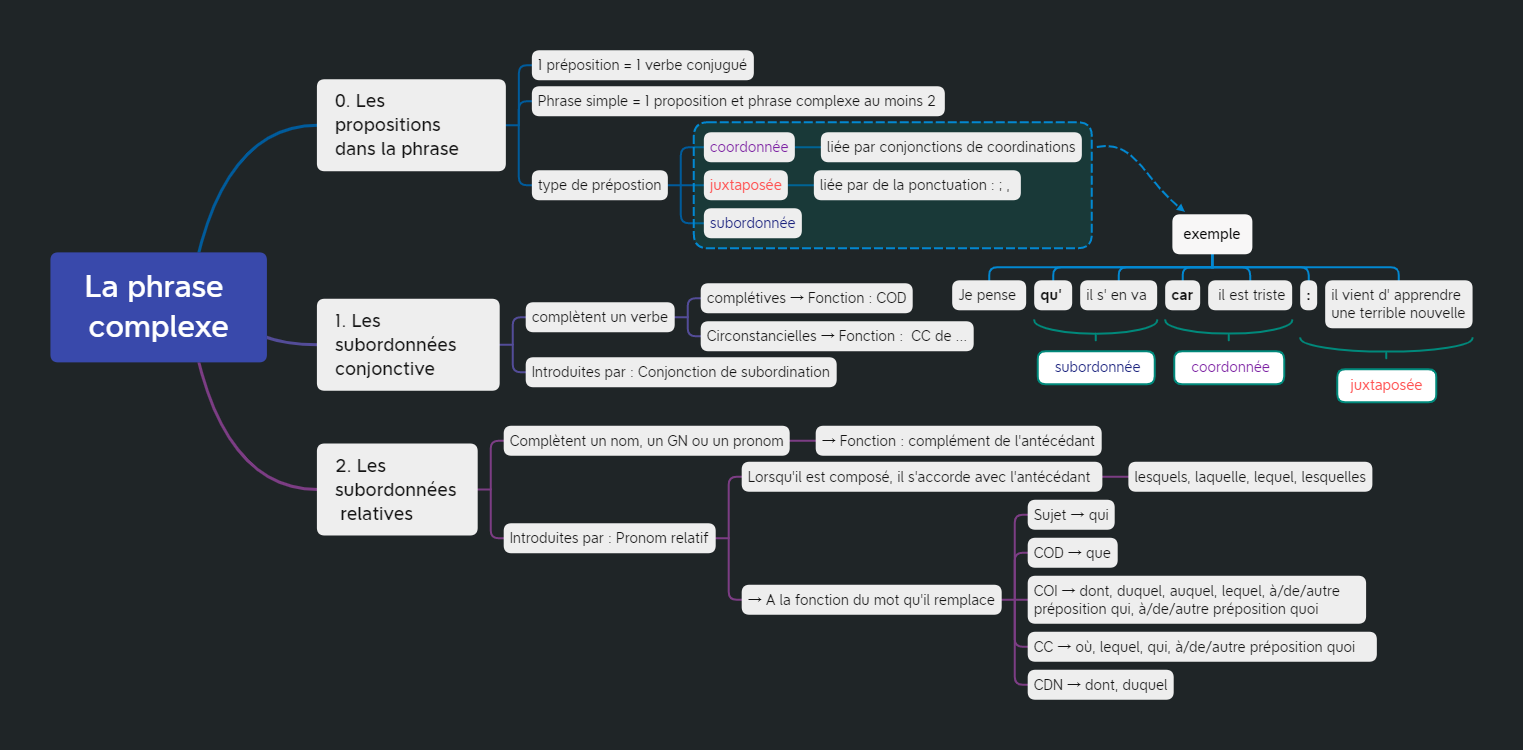 La phrase
complexe
0. Les
propositions
dans la phrase
1 préposition = 1 verbe conjugué
Phrase simple = 1 proposition et phrase complexe au moins 2
type de prépostion
coordonnée
liée par conjonctions de coordinations
juxtaposée
liée par de la ponctuation : ; ,
subordonnée
exemple
Je pense
qu'
il s' en va
car
il est triste
:
il vient d' apprendre
une terrible nouvelle
subordonnée
coordonnée
juxtaposée
1. Les
subordonnées
conjonctive
complètent un verbe
complétives → Fonction : COD
Circonstancielles → Fonction : CC de ...
Introduites par : Conjonction de subordination
2. Les
subordonnées
relatives
Complètent un nom, un GN ou un pronom
→ Fonction : complément de l'antécédant
Introduites par : Pronom relatif
Lorsqu'il est composé, il s'accorde avec l'antécédant
lesquels, laquelle, lequel, lesquelles
→ A la fonction du mot qu'il remplace
Sujet → qui
COD → que
COI → dont, duquel, auquel, lequel, à/de/autre
préposition qui, à/de/autre préposition quoi
CC → où, lequel, qui, à/de/autre préposition quoi
CDN → dont, duquel